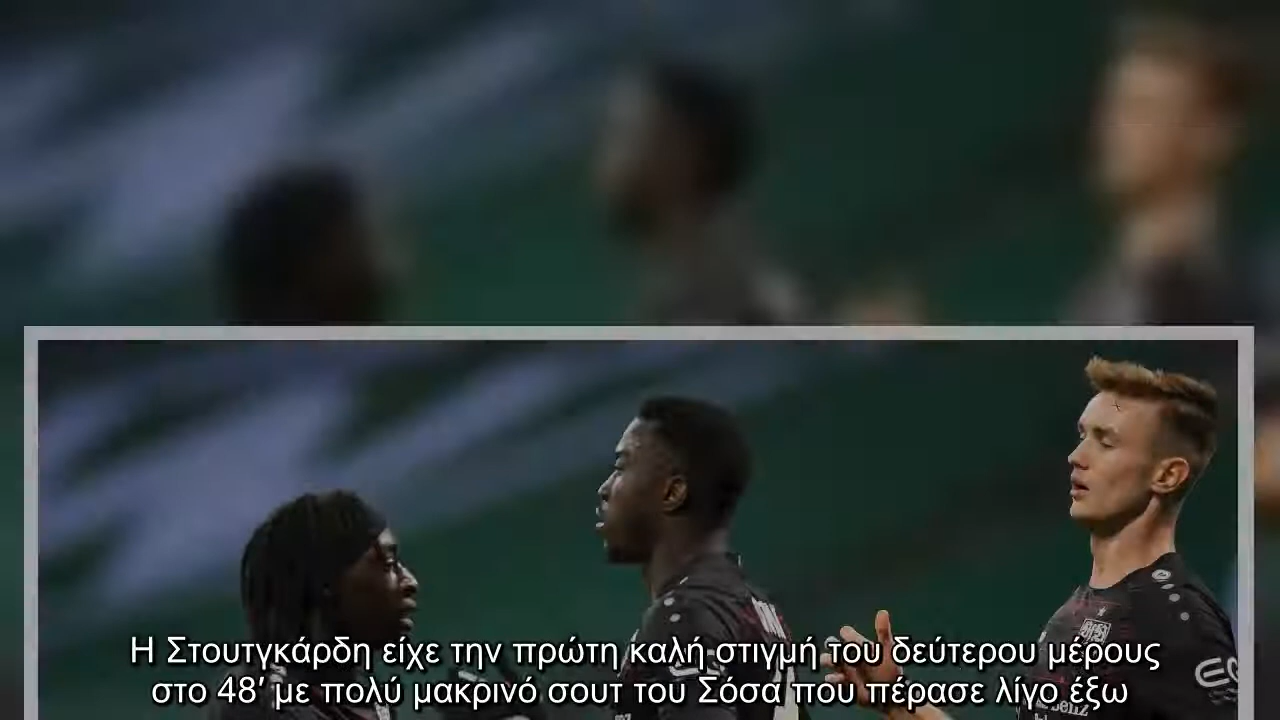 Η Στουτγκάρδη είχε την πρώτη καλή στιγμή του δεύτερου μέρους
στο 48’ με πολύ μακρινό σουτ του Σόσα που πέρασε λίγο έξω